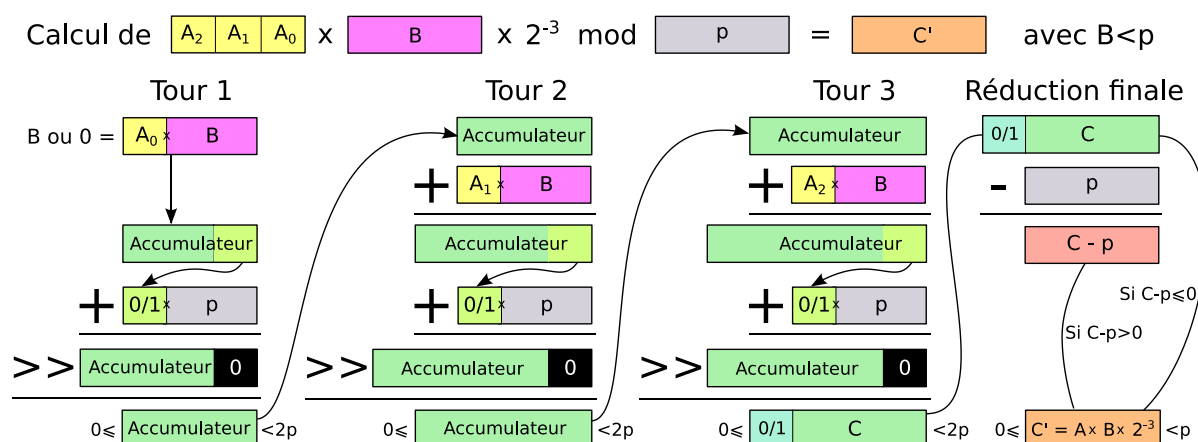 Calcul de A₂ A₁ A₀ x B x 2⁻³ mod p = C' avec B<p
Tour 1 Tour 2 Tour 3 Réduction finale
B ou 0 = A₀ x B
Accumulateur
+ 0/1 x p
>> Accumulateur 0
0≤ Accumulateur <2p
Accumulateur
+ A₁ x B
Accumulateur
+ 0/1 x p
>> Accumulateur 0
0≤ Accumulateur <2p
Accumulateur
+ A₂ x B
Accumulateur
+ 0/1 x p
>> Accumulateur 0
0≤ 0/1 C <2p
0/1 C
- p
C - p
Si C-p≤0
Si C-p>0
0≤ C' = A x B x 2⁻³ <p